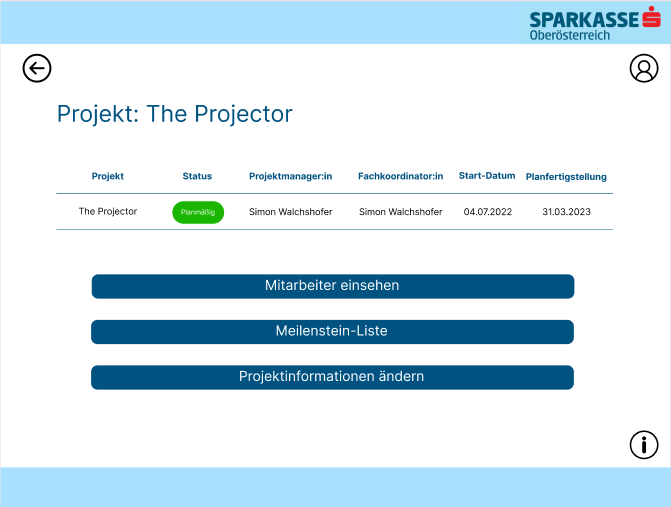 SPARKASSE
Oberösterreich
Projekt: The Projector
Projekt Status Projektmanager:in Fachkoordinator:in Start-Datum Planfertigstellung
The Projector Planmäßig Simon Walchshofer Simon Walchshofer 04.07.2022 31.03.2023
Mitarbeiter einsehen
Meilenstein-Liste
Projektinformationen ändern